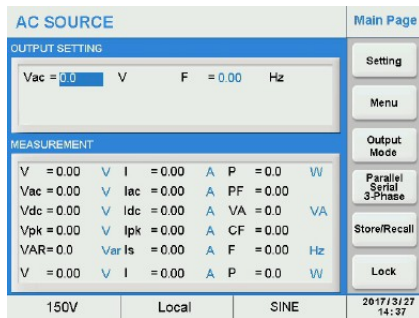 AC SOURCE
Main Page
OUTPUT SETTING
Vac = 0.0 V F = 0.00 Hz
Setting
Menu
Output
Mode
MEASUREMENT
V = 0.00 V I = 0.00 A P = 0.0 W
Vac = 0.00 V Iac = 0.00 A PF = 0.00
Vdc = 0.00 V Idc = 0.00 A VA = 0.0 VA
Vpk = 0.00 V Ipk = 0.00 A CF = 0.00
VAR= 0.0 Var Is = 0.00 A F = 0.00 Hz
V = 0.00 V I = 0.00 A P = 0.0 W
Parallel
Serial
3-Phase
Store/Recall
Lock
150V Local SINE
2017/3/27
14:37